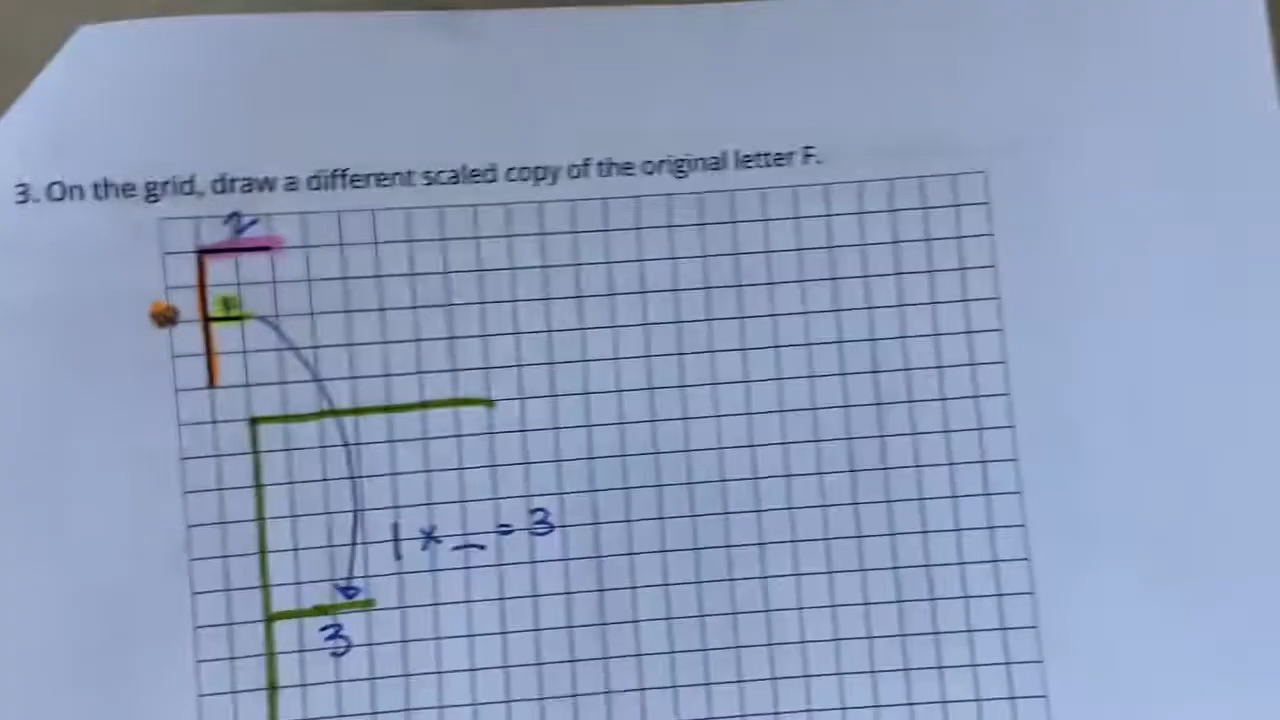 3. On the grid, draw a different scaled copy of the original letter F.
2
1 × _ = 3
3